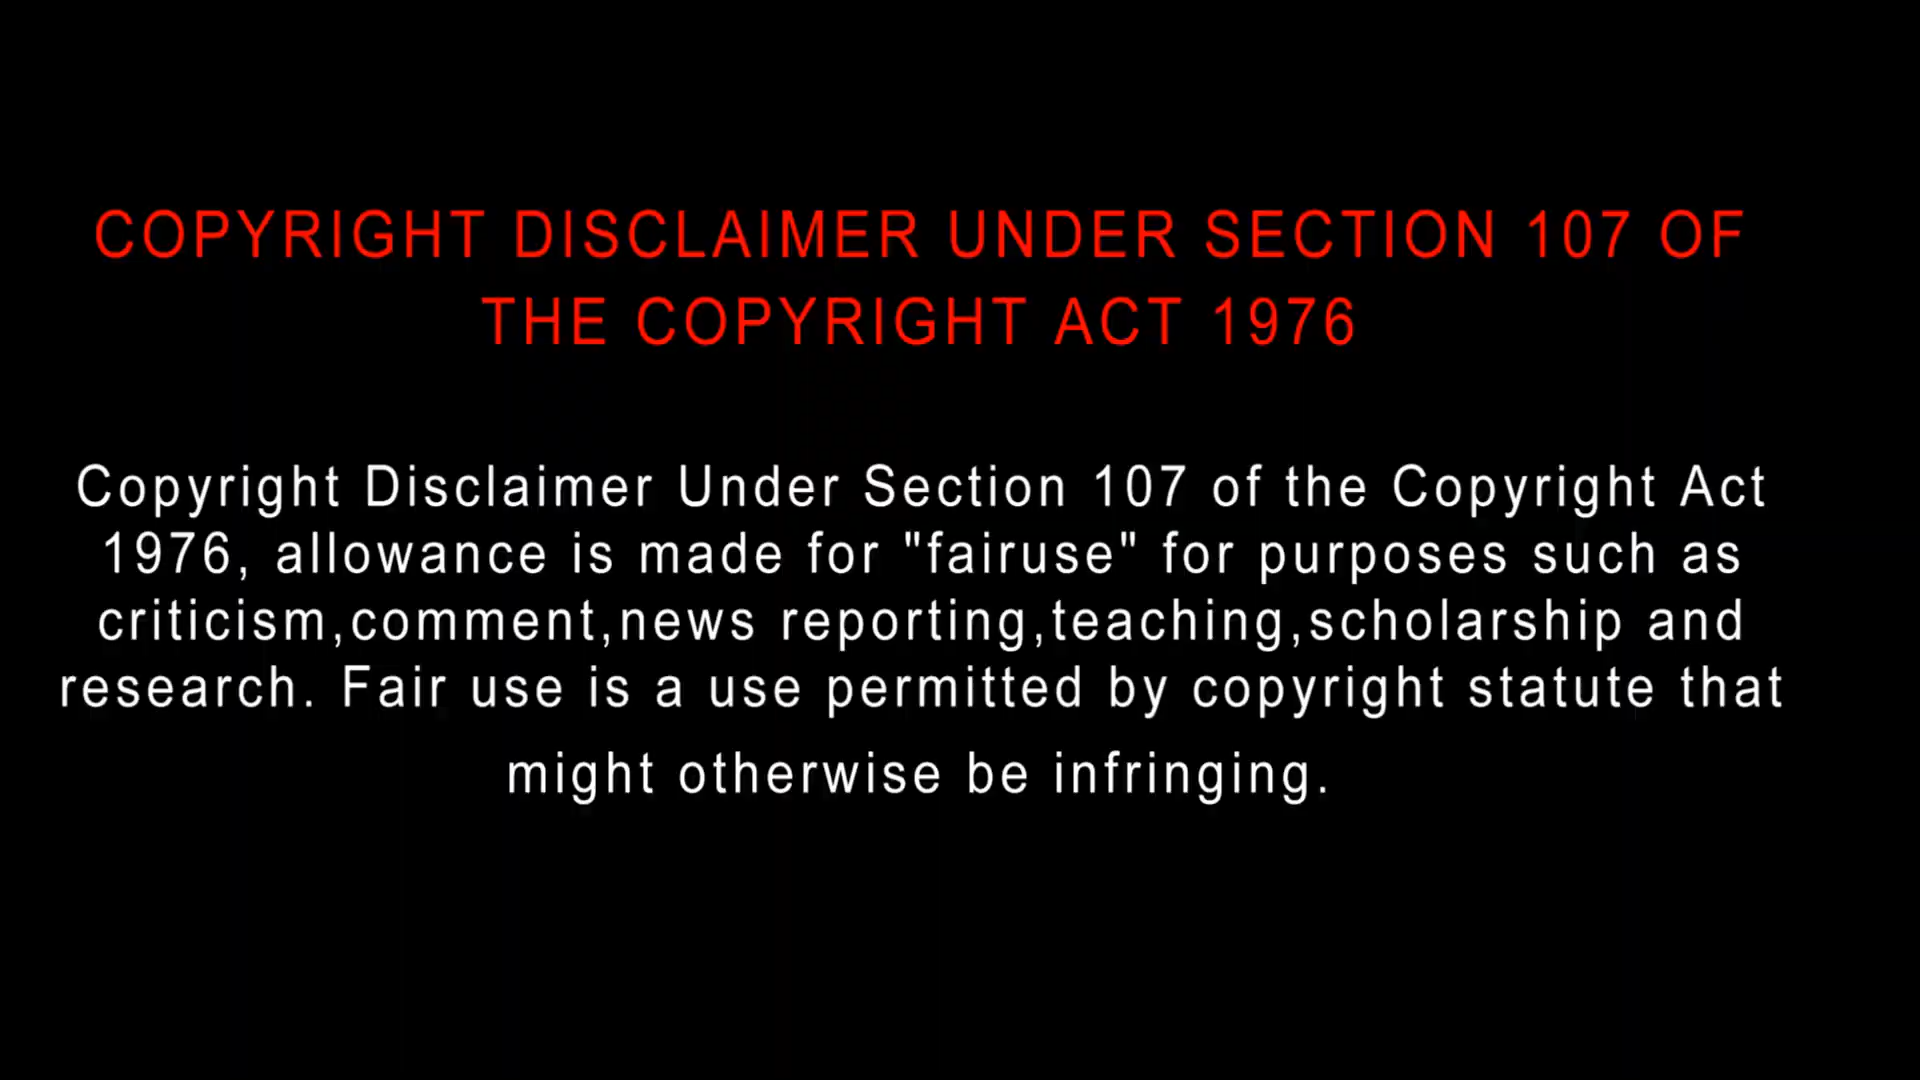 COPYRIGHT DISCLAIMER UNDER SECTION 107 OF
THE COPYRIGHT ACT 1976
Copyright Disclaimer Under Section 107 of the Copyright Act
1976, allowance is made for "fairuse" for purposes such as
criticism,comment,news reporting,teaching,scholarship and
research. Fair use is a use permitted by copyright statute that
might otherwise be infringing.